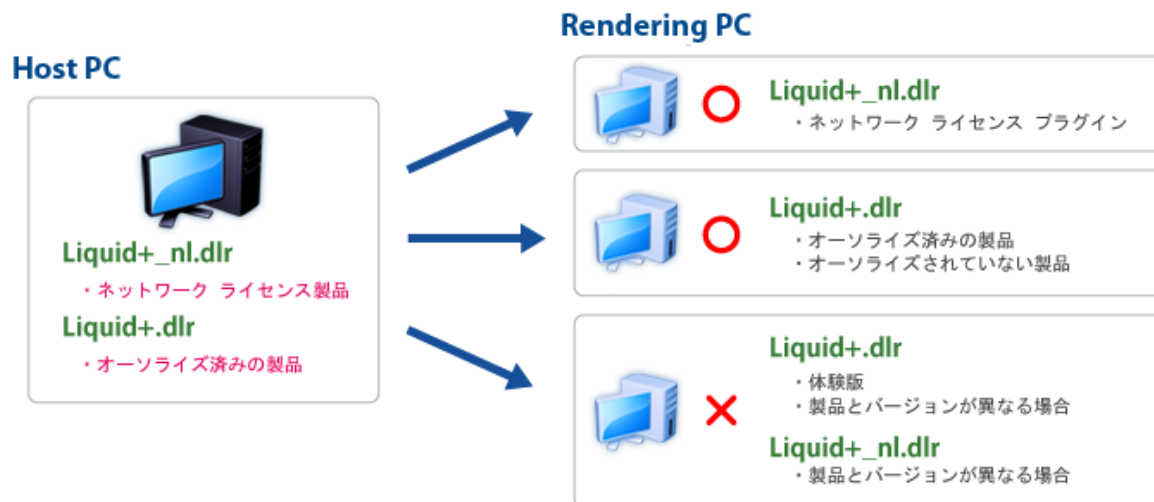 Host PC
Liquid+_nl.dlr
・ネットワーク ライセンス製品
Liquid+.dlr
・オーソライズ済みの製品
Rendering PC
Liquid+_nl.dlr
・ネットワーク ライセンス プラグイン
Liquid+.dlr
・オーソライズ済みの製品
・オーソライズされていない製品
Liquid+.dlr
・体験版
・製品とバージョンが異なる場合
Liquid+_nl.dlr
・製品とバージョンが異なる場合